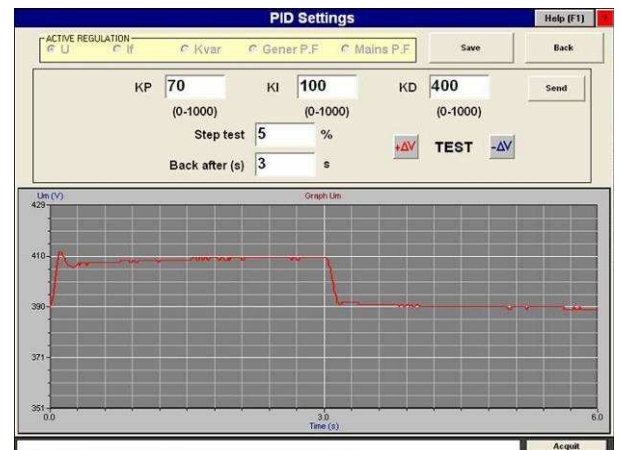 PID Settings
Help (F1)
?
ACTIVE REGULATION
U If Kvar Gener P.F Mains P.F
Save
Back
KP 70 KI 100 KD 400
Send
(0-1000) (0-1000) (0-1000)
Step test 5 %
+ΔV TEST -ΔV
Back after (s) 3 s
Um (V)
Graph Um
429
410
390
371
351
0.0 3.0 6.0
Time (s)
Acquit